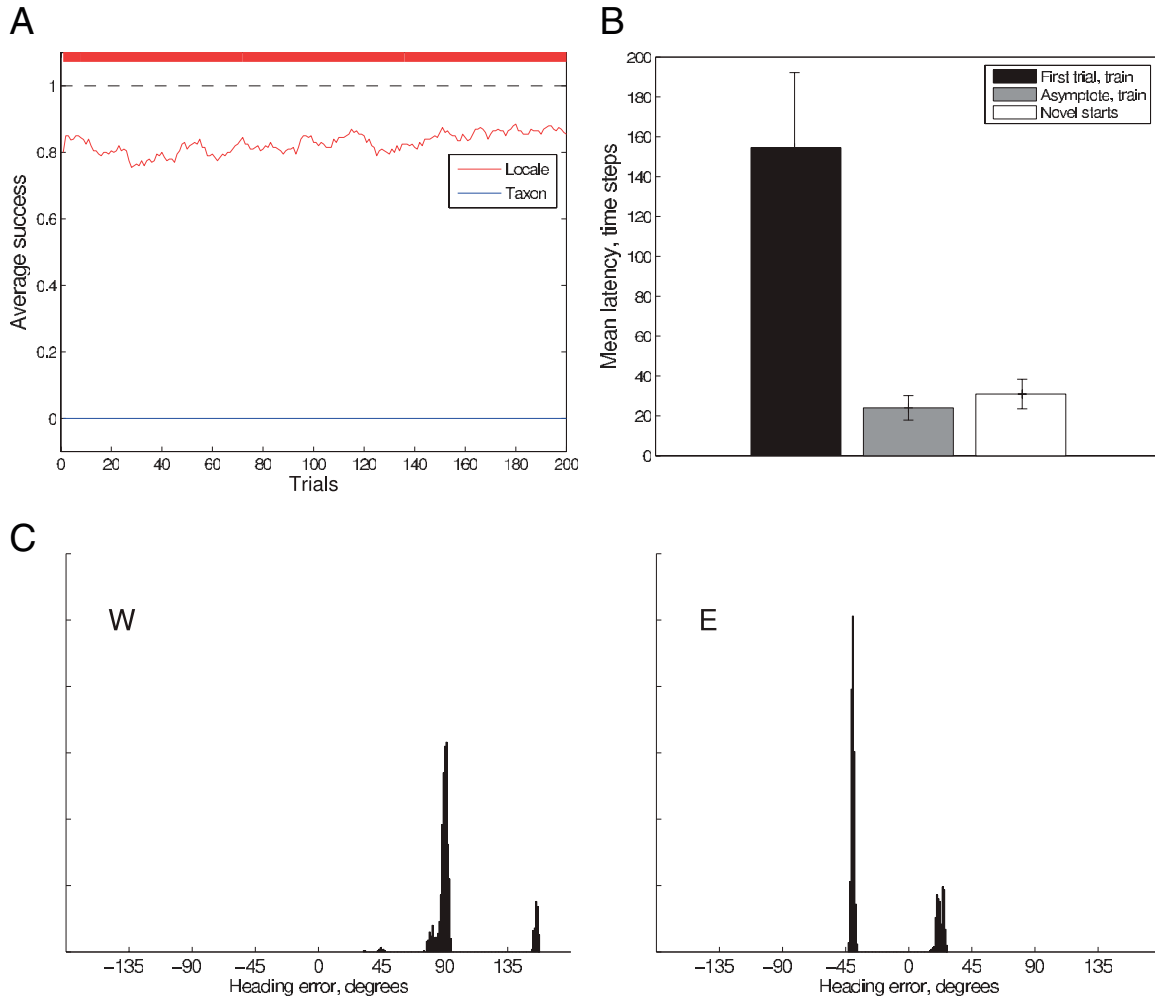 A
Average success
1
0.8
0.6
0.4
0.2
0
Locale
Taxon
0 20 40 60 80 100 120 140 160 180 200
Trials
B
Mean latency, time steps
200
180
160
140
120
100
80
60
40
20
0
First trial, train
Asymptote, train
Novel starts
C
W
−135 −90 −45 0 45 90 135
Heading error, degrees
E
−135 −90 −45 0 45 90 135
Heading error, degrees